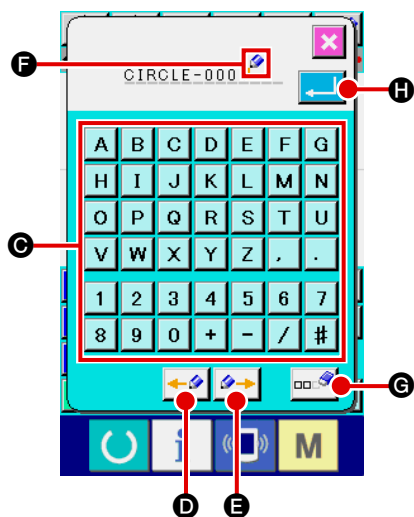 F
CIRCLE-000
H
A B C D E F G
H I J K L M N
O P Q R S T U
C
V W X Y Z , .
1 2 3 4 5 6 7
8 9 0 + - / #
G
i M
D E